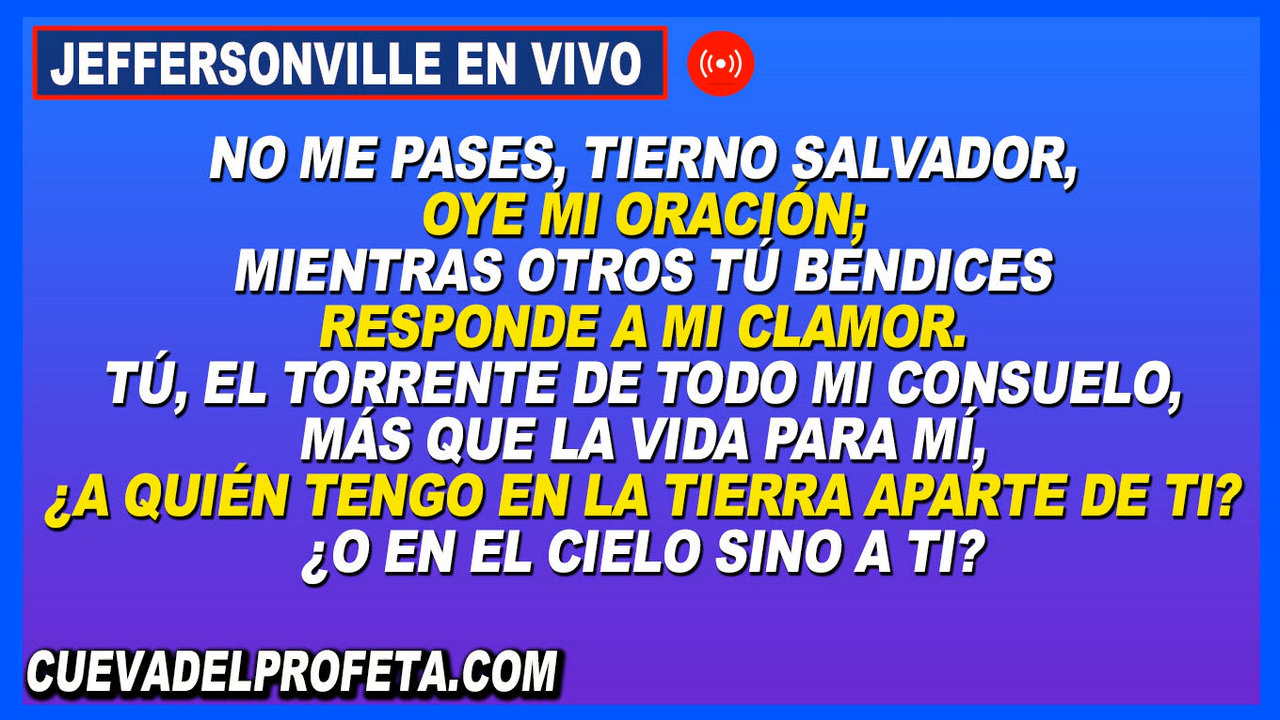 JEFFERSONVILLE EN VIVO
NO ME PASES, TIERNO SALVADOR,
OYE MI ORACIÓN;
MIENTRAS OTROS TÚ BENDICES
RESPONDE A MI CLAMOR.
TÚ, EL TORRENTE DE TODO MI CONSUELO,
MÁS QUE LA VIDA PARA MÍ,
¿A QUIÉN TENGO EN LA TIERRA APARTE DE TI?
¿O EN EL CIELO SINO A TI?
CUEVADELPROFETA.COM